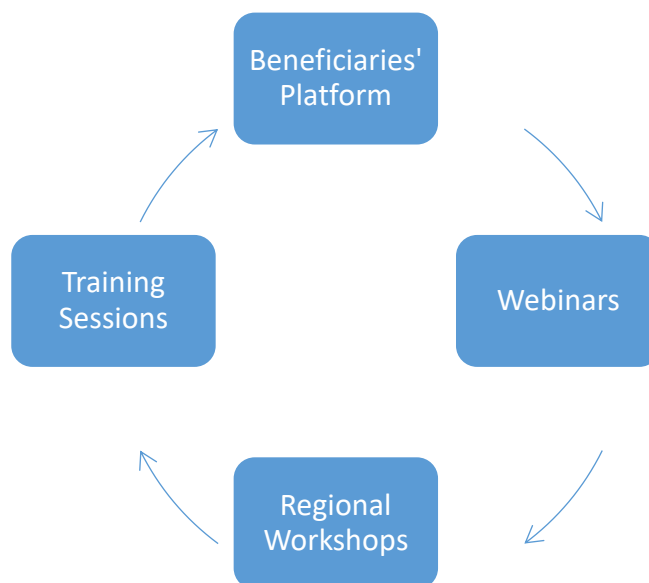 Beneficiaries'
Platform
Webinars
Regional
Workshops
Training
Sessions